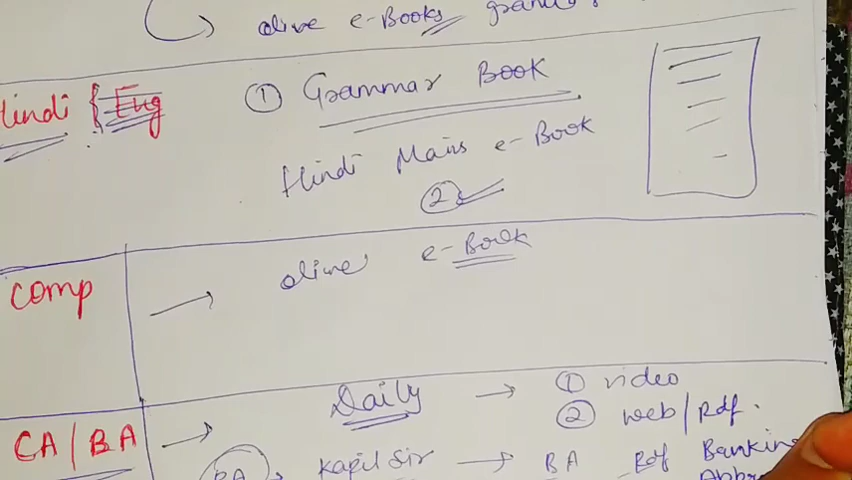 olive e-Books
Hindi { Eng ① Grammar Book
Hindi Mains e-Book
②
Comp → olive e-Book
Daily → ① video
② web/Pdf.
CA/BA →
BA Kapil Sir → BA Pdf Banking